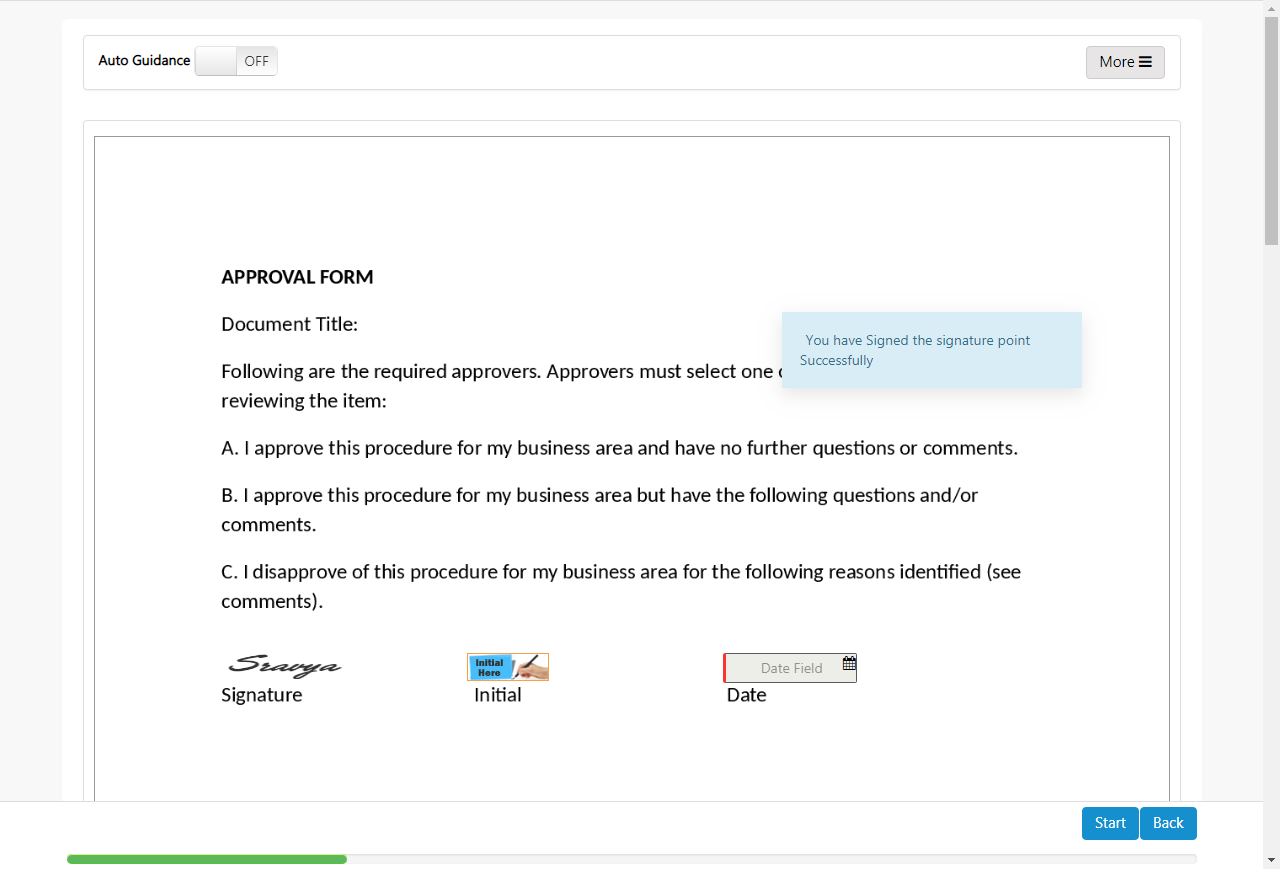 Auto Guidance OFF More
APPROVAL FORM
Document Title:
You have Signed the signature point
Successfully
Following are the required approvers. Approvers must select one
reviewing the item:
A. I approve this procedure for my business area and have no further questions or comments.
B. I approve this procedure for my business area but have the following questions and/or
comments.
C. I disapprove of this procedure for my business area for the following reasons identified (see
comments).
Sravya Initial Here Date Field
Signature Initial Date
Start Back